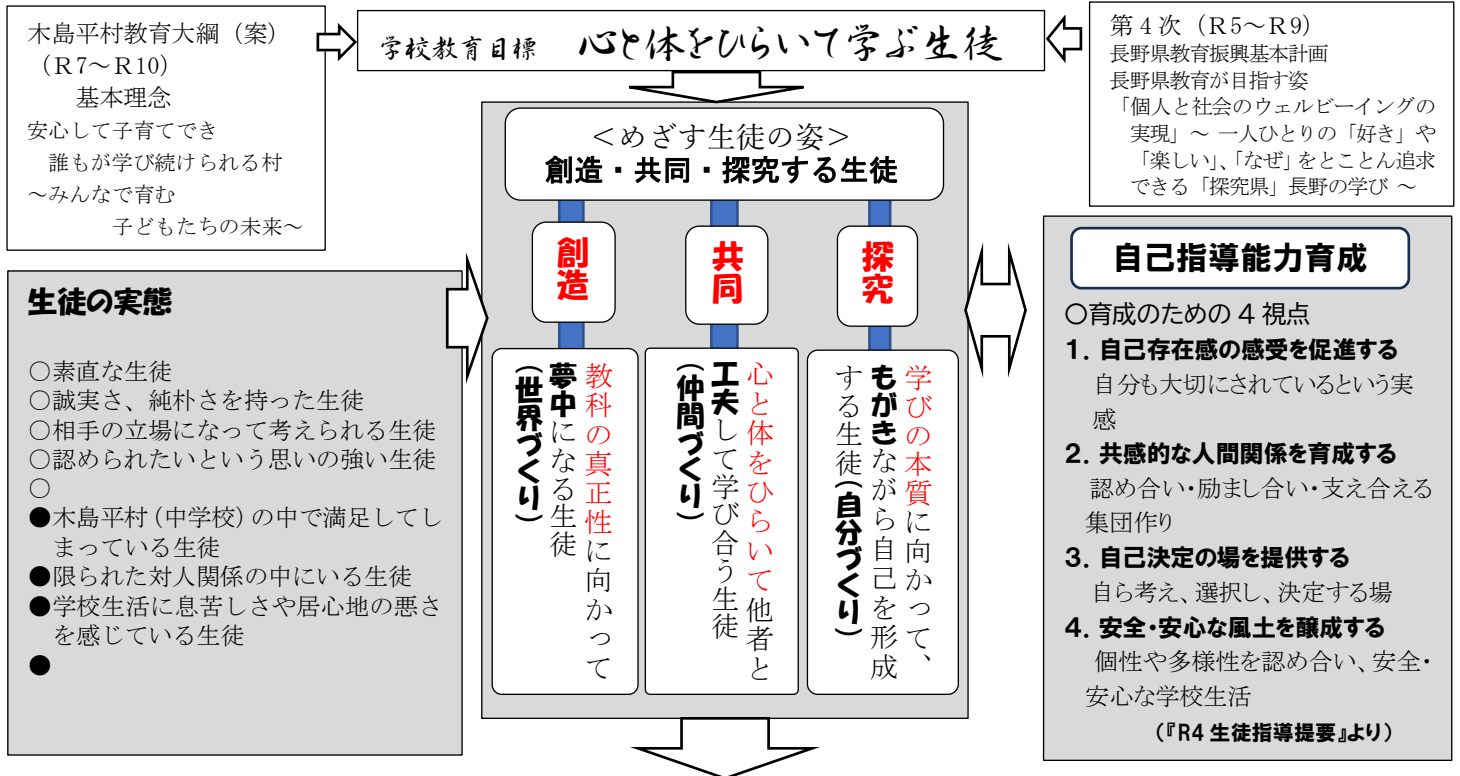 木島平村教育大綱（案）
（R7～R10）
基本理念
安心して子育てでき
誰もが学び続けられる村
～みんなで育む
子どもたちの未来～
学校教育目標　心と体をひらいて学ぶ生徒
第4次（R5～R9）
長野県教育振興基本計画
長野県教育が目指す姿
「個人と社会のウェルビーイングの
実現」～ 一人ひとりの「好き」や
「楽しい」、「なぜ」をとことん追求
できる「探究県」長野の学び ～
＜めざす生徒の姿＞
創造・共同・探究する生徒
創造
教科の真正性に向かって
夢中になる生徒
(世界づくり)
共同
心と体をひらいて他者と
工夫して学び合う生徒
(仲間づくり)
探究
学びの本質に向かって、
もがきながら自己を形成
する生徒(自分づくり)
生徒の実態
○素直な生徒
○誠実さ、純朴さを持った生徒
○相手の立場になって考えられる生徒
○認められたいという思いの強い生徒
○
●木島平村(中学校)の中で満足してし
まっている生徒
●限られた対人関係の中にいる生徒
●学校生活に息苦しさや居心地の悪さ
を感じている生徒
●
自己指導能力育成
○育成のための4視点
1. 自己存在感の感受を促進する
自分も大切にされているという実
感
2. 共感的な人間関係を育成する
認め合い・励まし合い・支え合える
集団作り
3. 自己決定の場を提供する
自ら考え、選択し、決定する場
4. 安全・安心な風土を醸成する
個性や多様性を認め合い、安全・
安心な学校生活
(『R4 生徒指導提要』より)